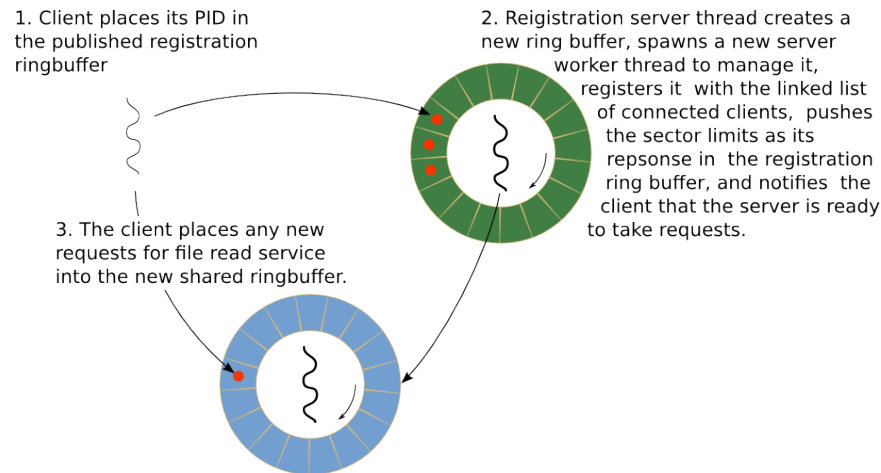 1. Client places its PID in
the published registration
ringbuffer
2. Reigistration server thread creates a
new ring buffer, spawns a new server
worker thread to manage it,
registers it with the linked list
of connected clients, pushes
the sector limits as its
repsonse in the registration
ring buffer, and notifies the
client that the server is ready
to take requests.
3. The client places any new
requests for file read service
into the new shared ringbuffer.